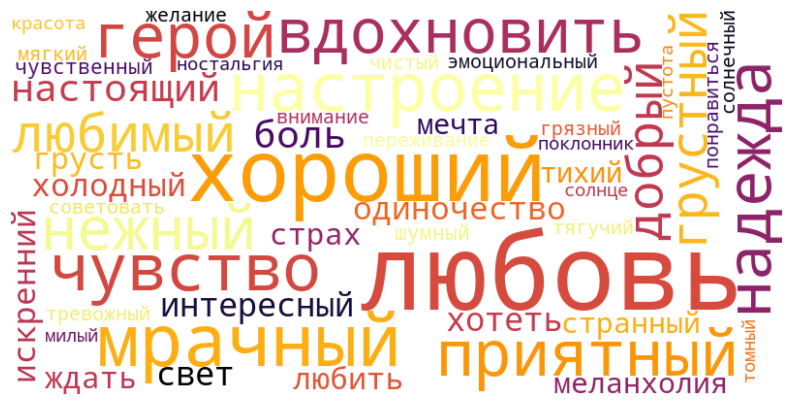 красота
желание
герой
вдохновить
мягкий
чувственный
ностальгия
чистый
эмоциональный
настоящий
настроение
добрый
пустота
грустный
понравиться
солнечный
надежда
любимый
боль
внимание
мечта
грязный
переживание
поклонник
грусть
холодный
хороший
тихий
солнце
советовать
одиночество
нежный
страх
шумный
тягучий
искренний
чувство
любовь
тревожный
интересный
милый
мрачный
хотеть
странный
приятный
томный
ждать
свет
любить
меланхолия